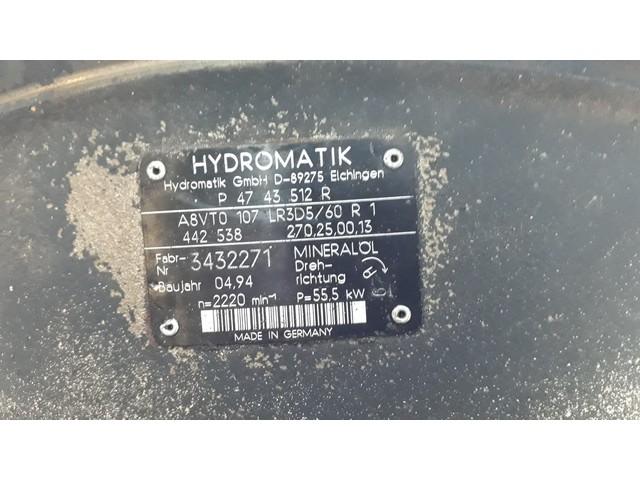 HYDROMATIK
Hydromatik GmbH D-89275 Elchingen
P 47 43 512 R
A8VTO 107 LR3D5/60 R 1
442 538 270.25.00.13
Fabr-Nr 3432271 MINERALÖL
Baujahr 04,94 Dreh-richtung
n=2220 min⁻¹ P=55,5 kW
MADE IN GERMANY